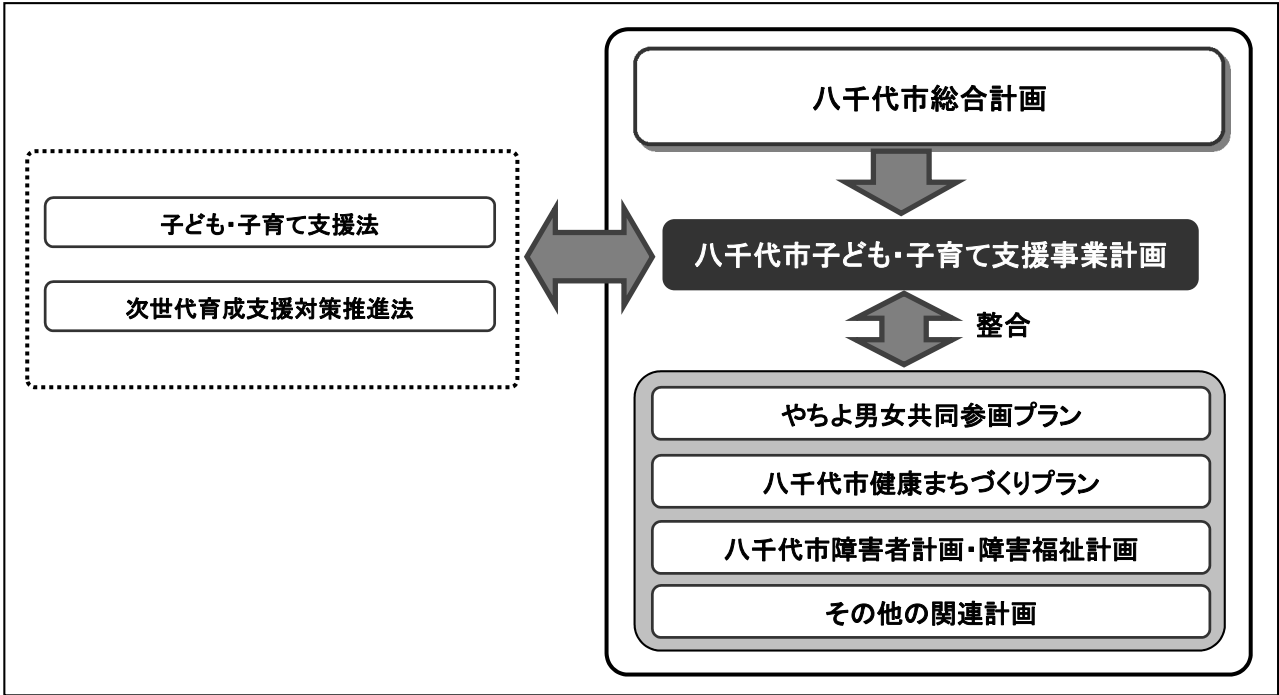 八千代市総合計画
子ども・子育て支援法
次世代育成支援対策推進法
八千代市子ども・子育て支援事業計画
整合
やちよ男女共同参画プラン
八千代市健康まちづくりプラン
八千代市障害者計画・障害福祉計画
その他の関連計画